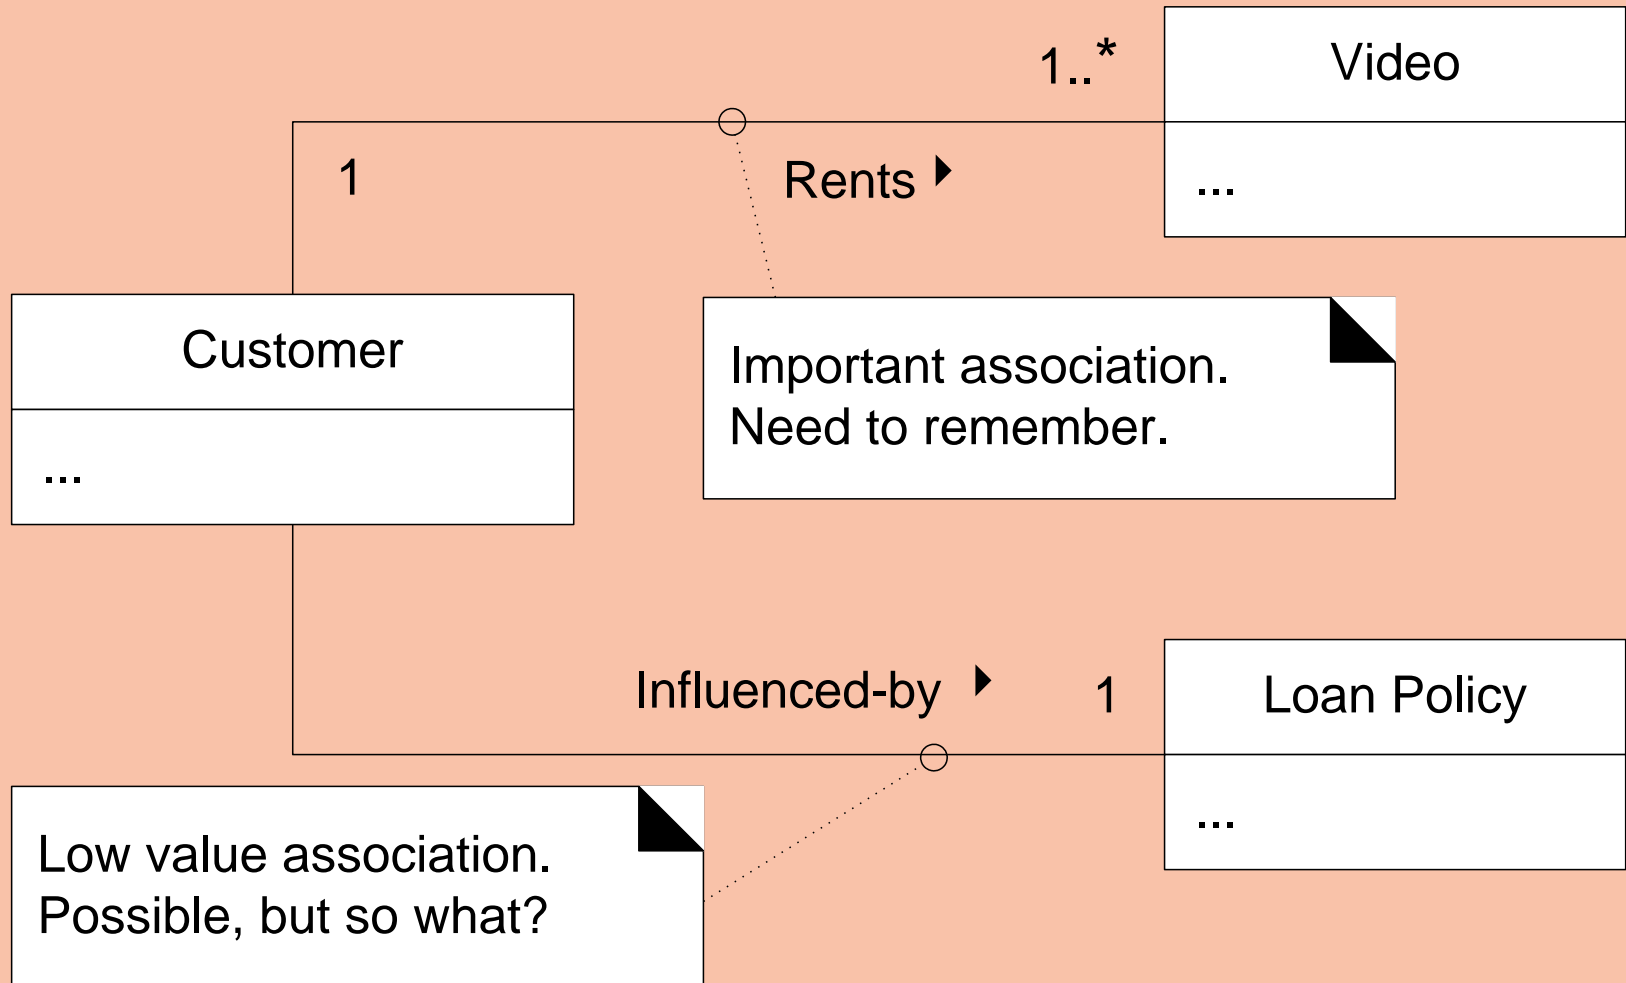 1..*
Video
1
Rents
...
Customer
Important association.
Need to remember.
...
Influenced-by
1
Loan Policy
...
Low value association.
Possible, but so what?